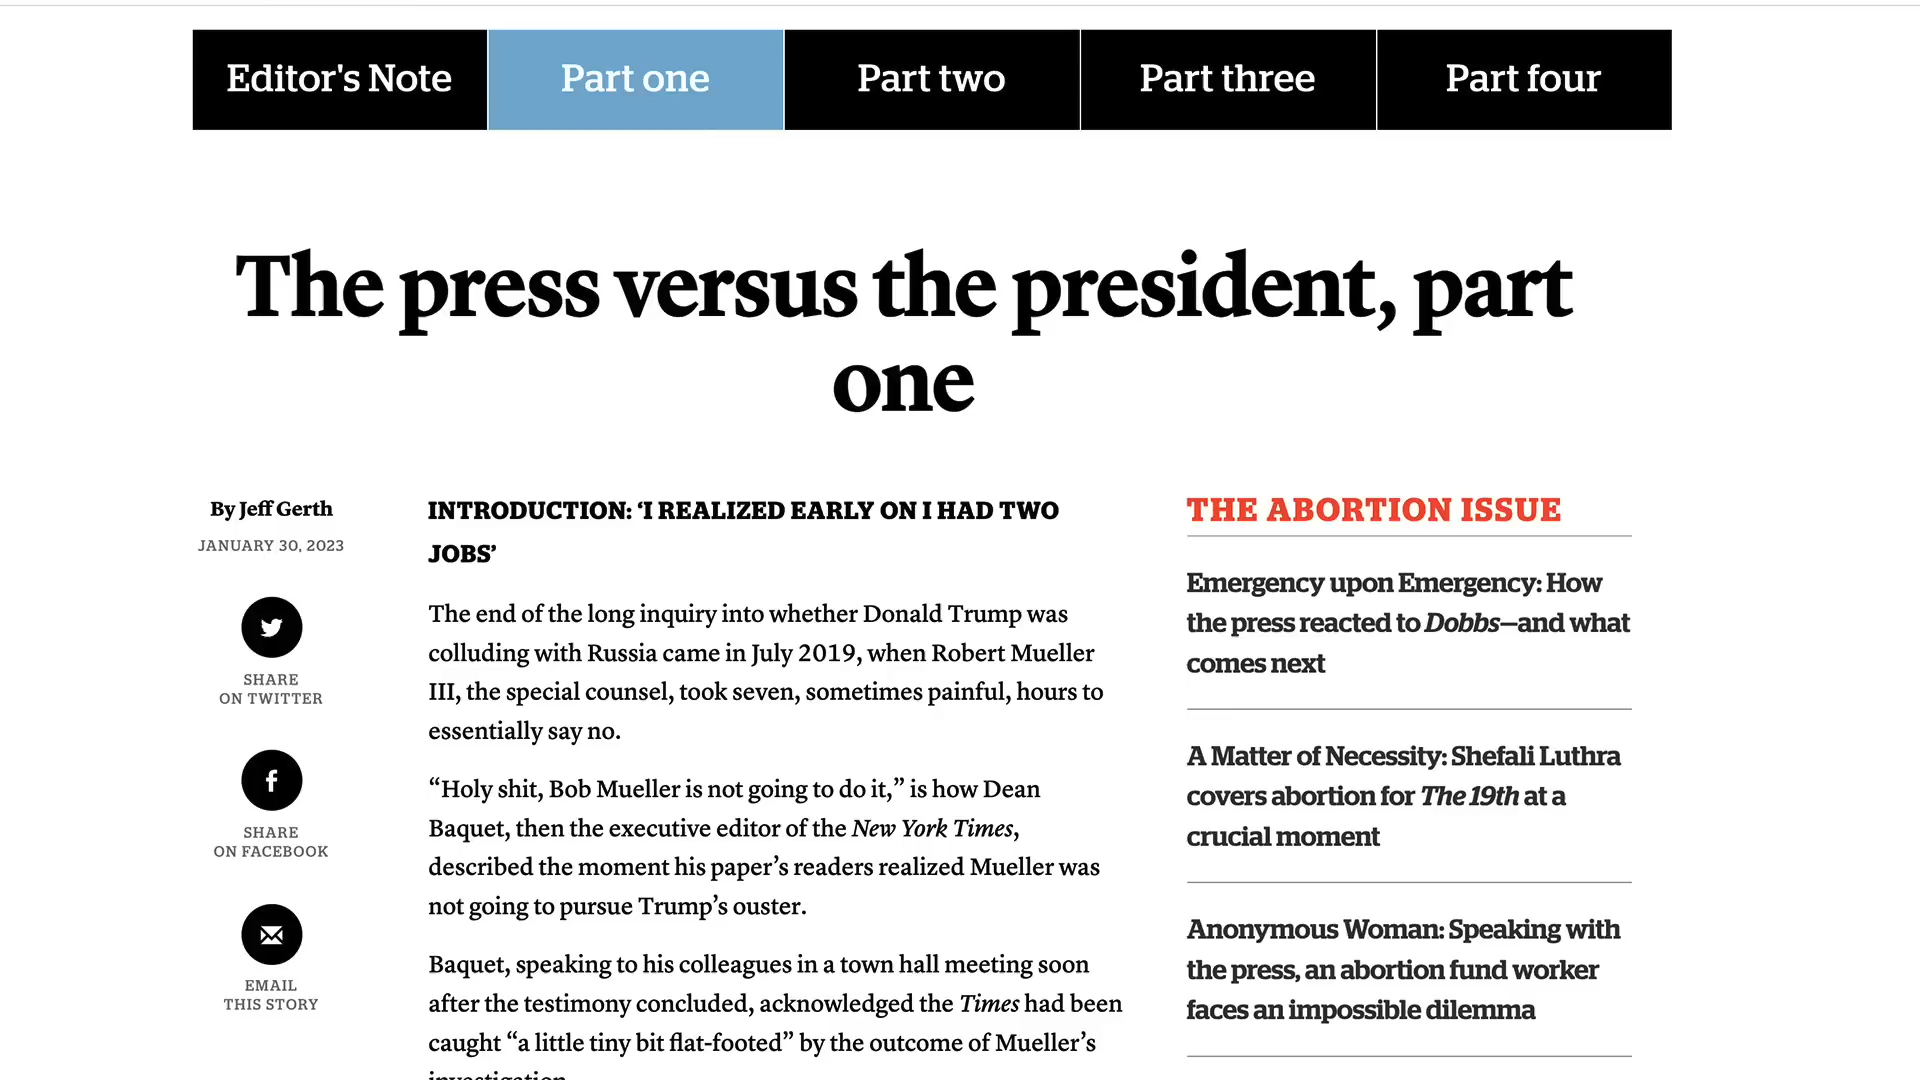 Editor's Note
Part one
Part two
Part three
Part four
The press versus the president, part
one
By Jeff Gerth
JANUARY 30, 2023
SHARE
ON TWITTER
SHARE
ON FACEBOOK
EMAIL
THIS STORY
INTRODUCTION: ‘I REALIZED EARLY ON I HAD TWO
JOBS’
The end of the long inquiry into whether Donald Trump was
colluding with Russia came in July 2019, when Robert Mueller
III, the special counsel, took seven, sometimes painful, hours to
essentially say no.
“Holy shit, Bob Mueller is not going to do it,” is how Dean
Baquet, then the executive editor of the New York Times,
described the moment his paper’s readers realized Mueller was
not going to pursue Trump’s ouster.
Baquet, speaking to his colleagues in a town hall meeting soon
after the testimony concluded, acknowledged the Times had been
caught “a little tiny bit flat-footed” by the outcome of Mueller’s
investigation.
THE ABORTION ISSUE
Emergency upon Emergency: How
the press reacted to Dobbs—and what
comes next
A Matter of Necessity: Shefali Luthra
covers abortion for The 19th at a
crucial moment
Anonymous Woman: Speaking with
the press, an abortion fund worker
faces an impossible dilemma